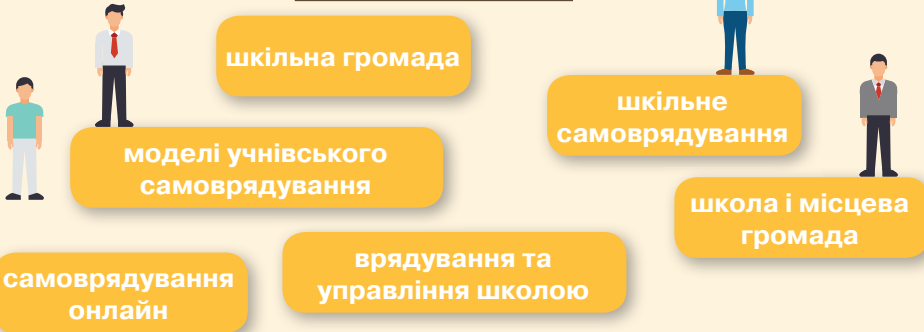 шкільна громада
шкільне
самоврядування
моделі учнівського
самоврядування
школа і місцева
громада
врядування та
управління школою
самоврядування
онлайн